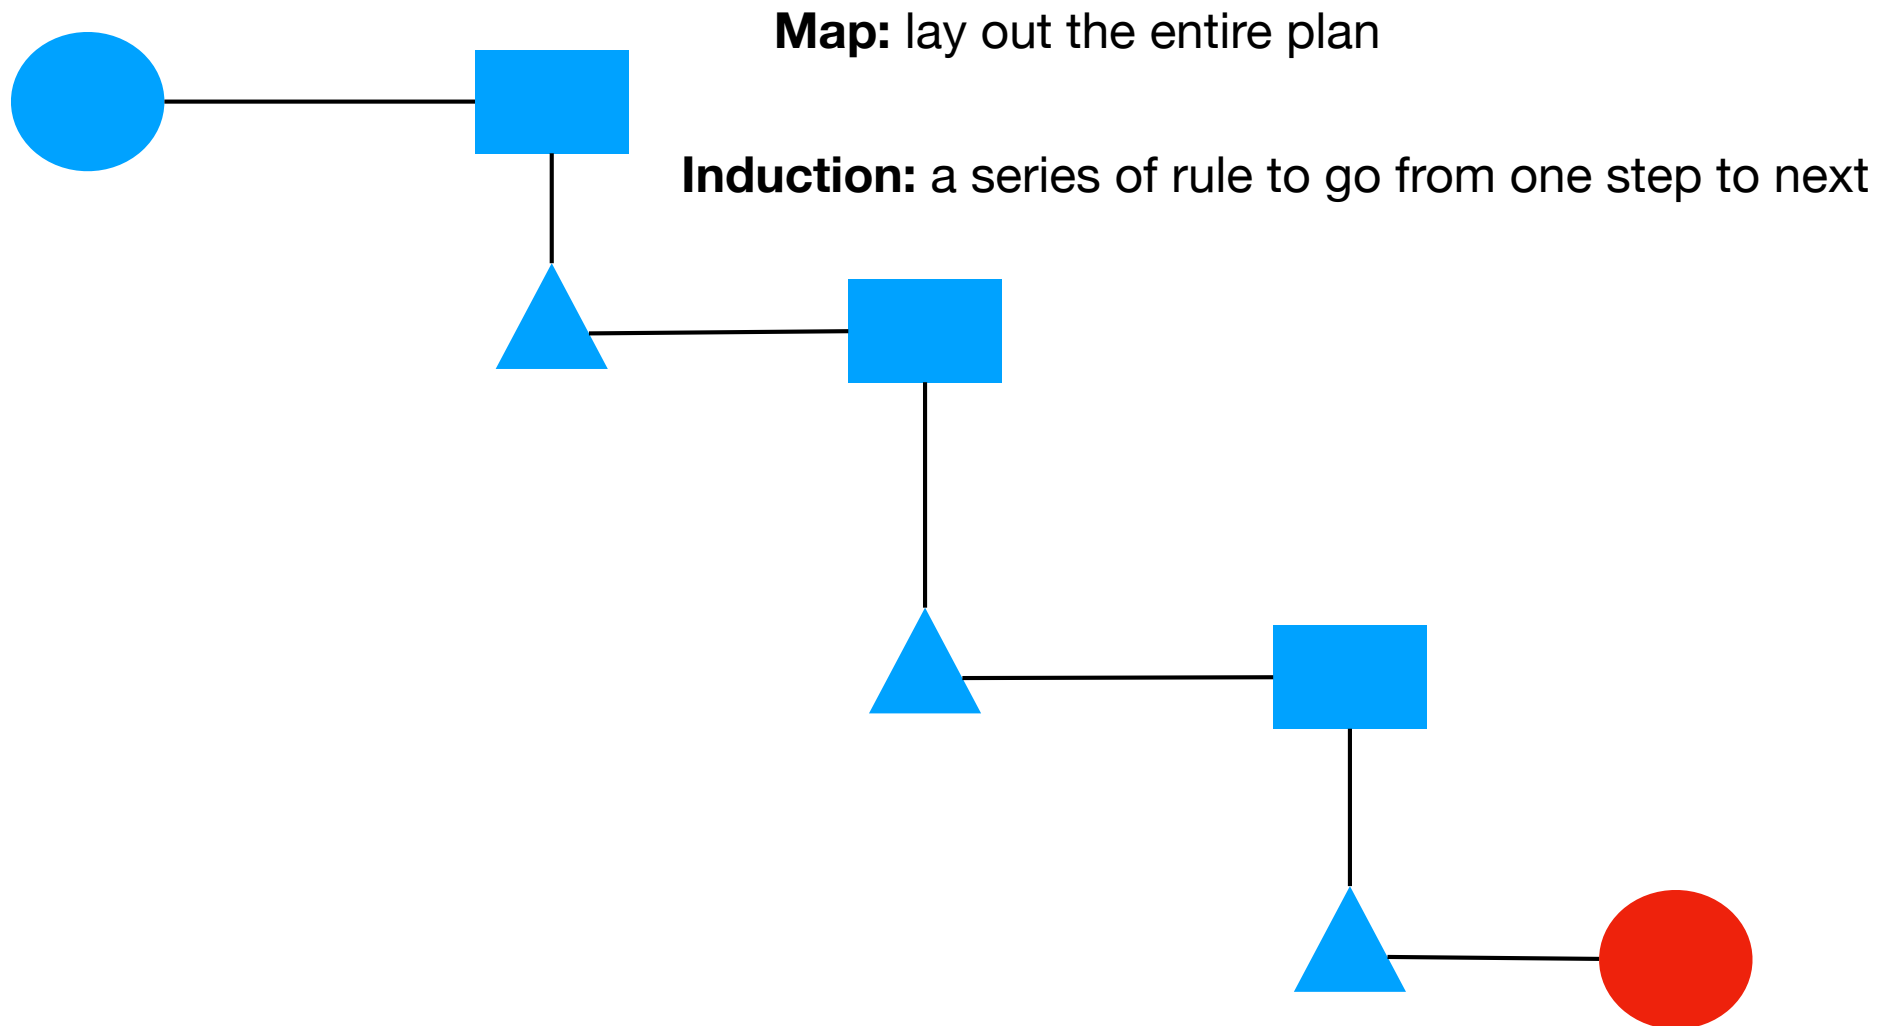 Map: lay out the entire plan
Induction: a series of rule to go from one step to next